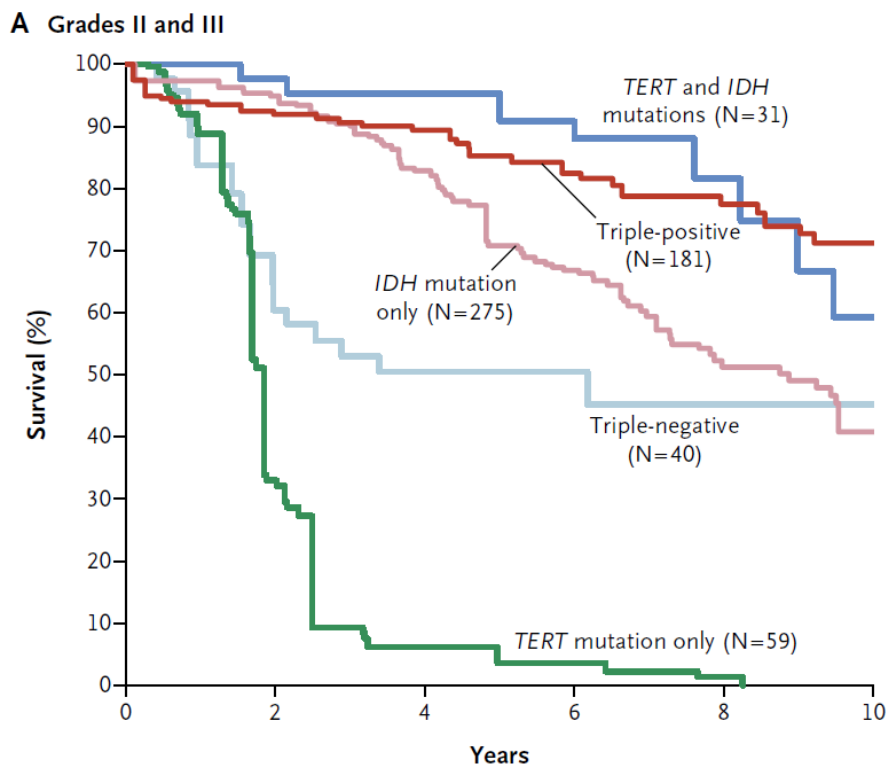 A Grades II and III
100
90
80
70
60
50
40
30
20
10
0
Survival (%)
TERT and IDH
mutations (N=31)
Triple-positive
(N=181)
IDH mutation
only (N=275)
Triple-negative
(N=40)
TERT mutation only (N=59)
0 2 4 6 8 10
Years